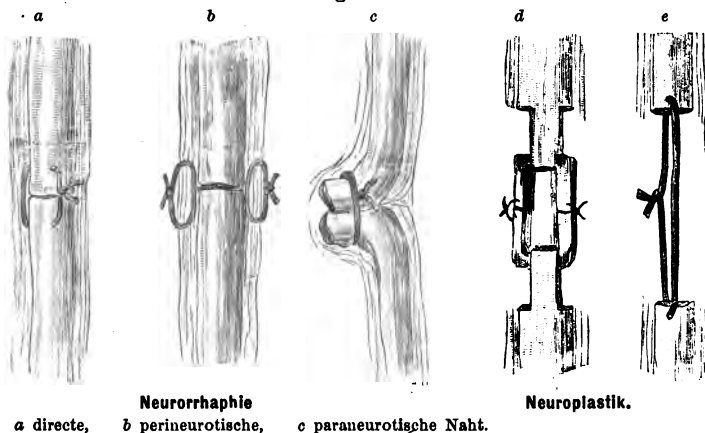 a b c d e
Neurorrhaphie Neuroplastik.
a directe, b perineurotische, c paraneurotische Naht.